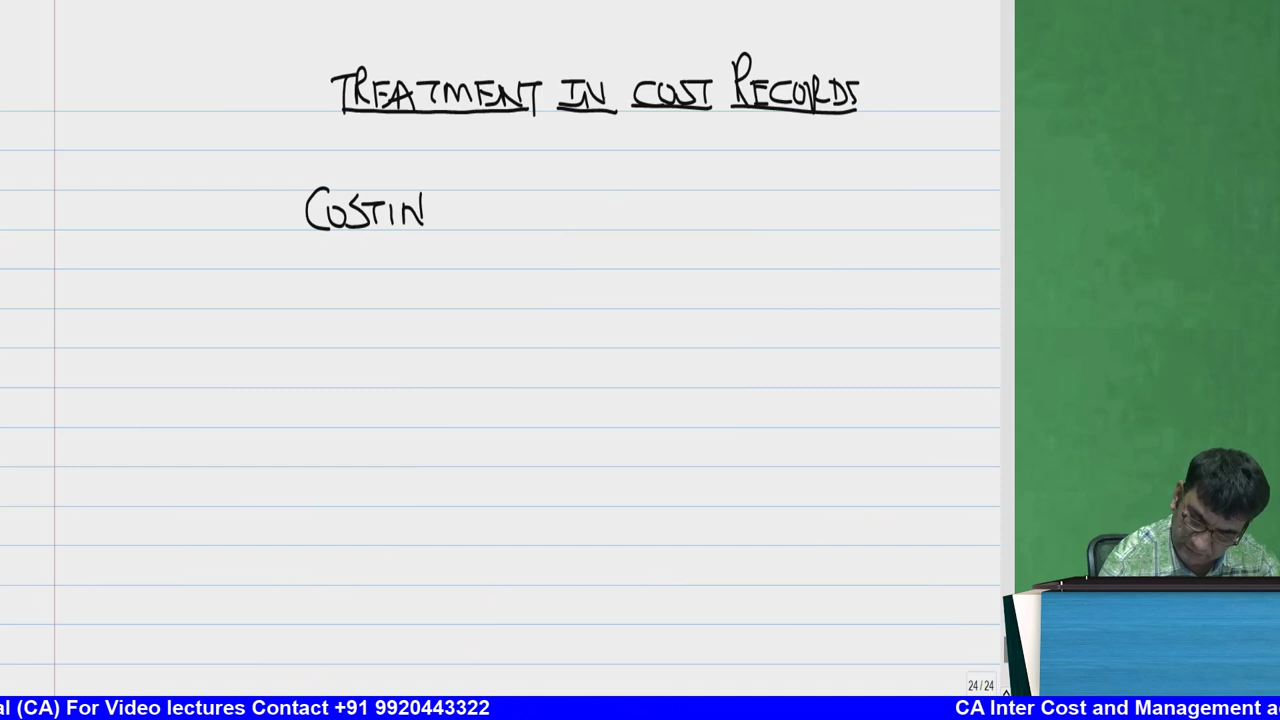 TREATMENT IN COST RECORDS
COSTIN
24 / 24
al (CA) For Video lectures Contact +91 9920443322
CA Inter Cost and Management a